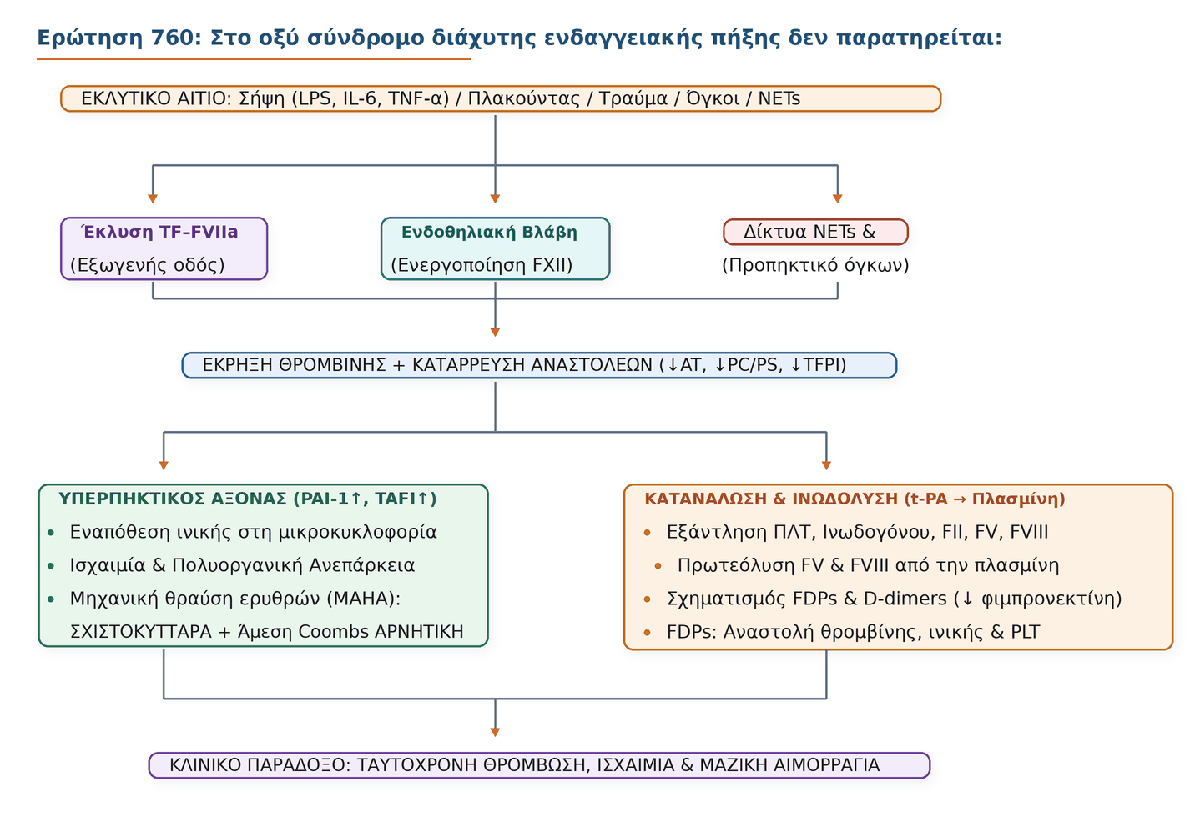 Ερώτηση 760: Στο οξύ σύνδρομο διάχυτης ενδαγγειακής πήξης δεν παρατηρείται:
ΕΚΛΥΤΙΚΟ ΑΙΤΙΟ: Σήψη (LPS, IL-6, TNF-α) / Πλακούντας / Τραύμα / Όγκοι / NETs
Έκλυση TF-FVIIa
(Εξωγενής οδός)
Ενδοθηλιακή Βλάβη
(Ενεργοποίηση FXII)
Δίκτυα NETs &
(Προπηκτικό όγκων)
ΕΚΡΗΞΗ ΘΡΟΜΒΙΝΗΣ + ΚΑΤΑΡΡΕΥΣΗ ΑΝΑΣΤΟΛΕΩΝ (↓AT, ↓PC/PS, ↓TFPI)
ΥΠΕΡΠΗΚΤΙΚΟΣ ΑΞΟΝΑΣ (PAI-1↑, TAFI↑)
• Εναπόθεση ινικής στη μικροκυκλοφορία
• Ισχαιμία & Πολυοργανική Ανεπάρκεια
• Μηχανική θραύση ερυθρών (MAHA):
ΣΧΙΣΤΟΚΥΤΤΑΡΑ + Άμεση Coombs ΑΡΝΗΤΙΚΗ
ΚΑΤΑΝΑΛΩΣΗ & ΙΝΩΔΟΛΥΣΗ (t-PA → Πλασμίνη)
• Εξάντληση ΠΛΤ, Ινωδογόνου, FII, FV, FVIII
• Πρωτεόλυση FV & FVIII από την πλασμίνη
• Σχηματισμός FDPs & D-dimers (↓ φιμπρονεκτίνη)
• FDPs: Αναστολή θρομβίνης, ινικής & PLT
ΚΛΙΝΙΚΟ ΠΑΡΑΔΟΞΟ: ΤΑΥΤΟΧΡΟΝΗ ΘΡΟΜΒΩΣΗ, ΙΣΧΑΙΜΙΑ & ΜΑΖΙΚΗ ΑΙΜΟΡΡΑΓΙΑ